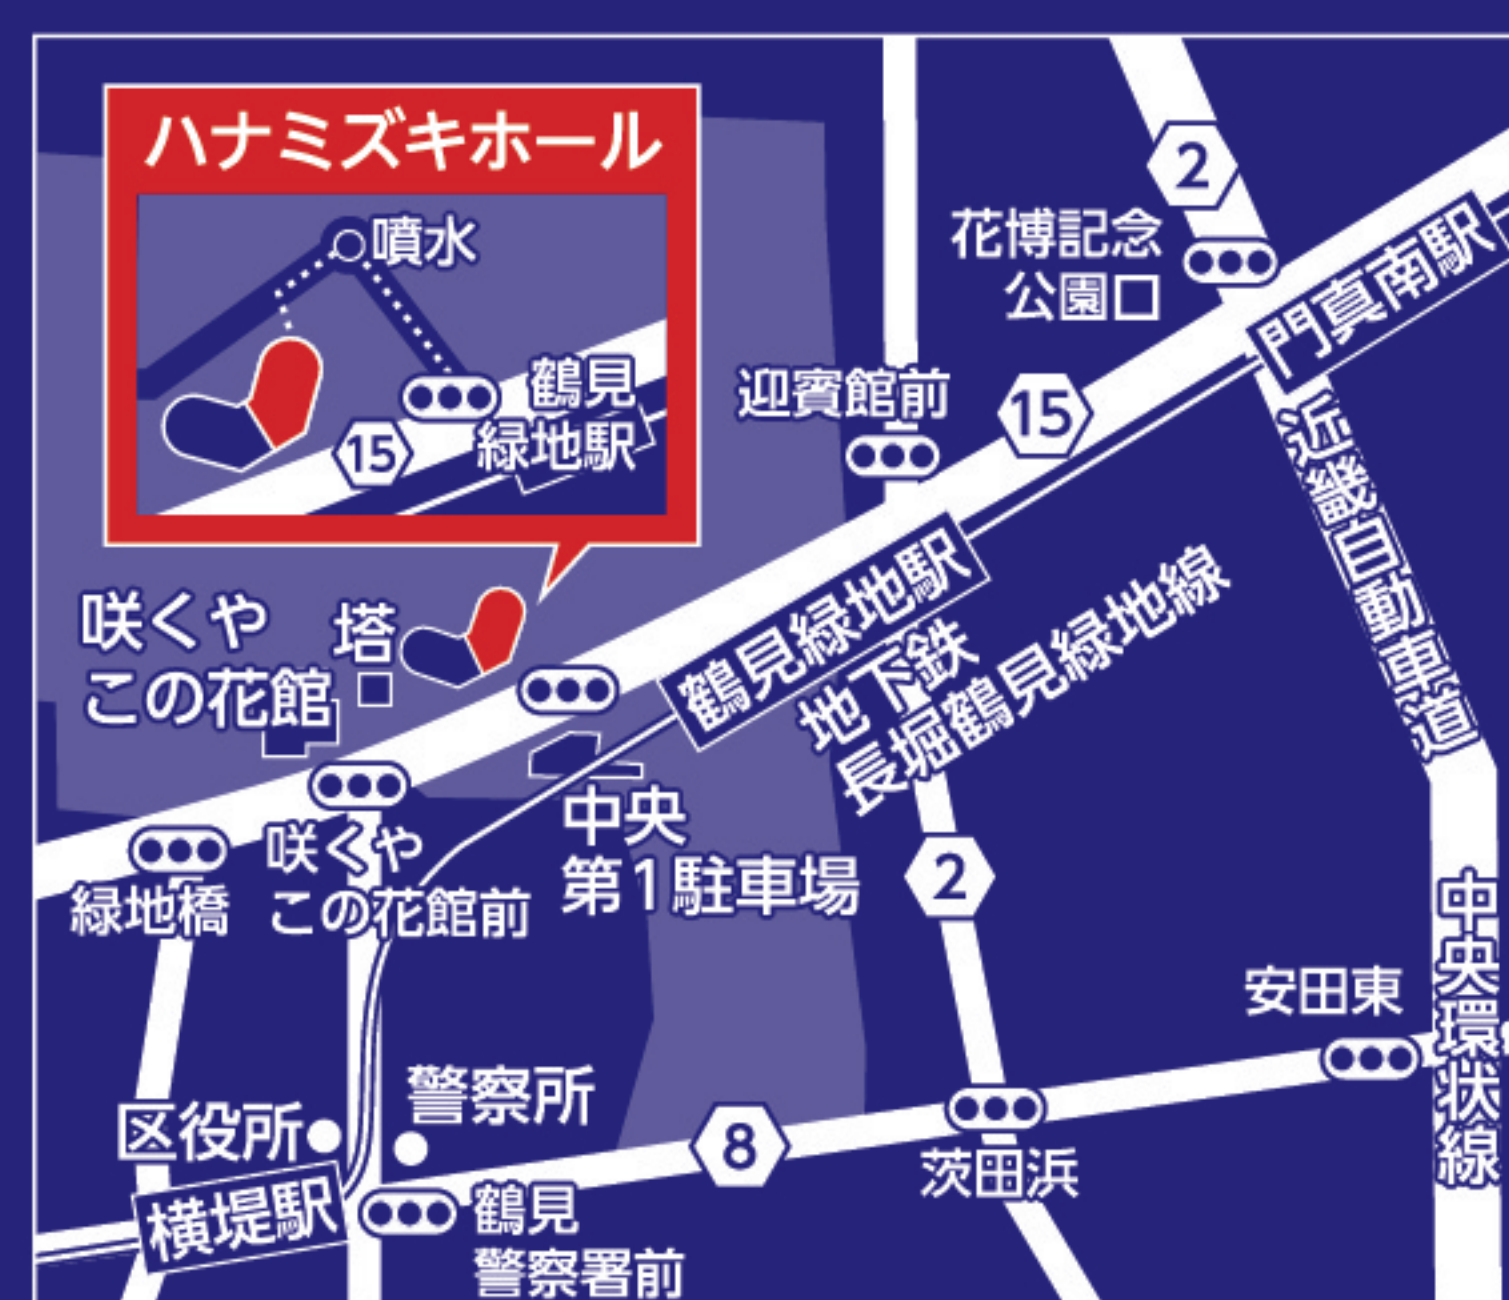 ハナミズキホール
噴水
鶴見
緑地駅
15
2
花博記念
公園口
門真南駅
迎賓館前
15
近畿自動車道
鶴見緑地駅
地下鉄
長堀鶴見緑地線
咲くや
この花館
塔
中央
第1駐車場
咲くや
この花館前
緑地橋
2
中央環状線
安田東
警察所
区役所
8
茨田浜
横堤駅
鶴見
警察署前